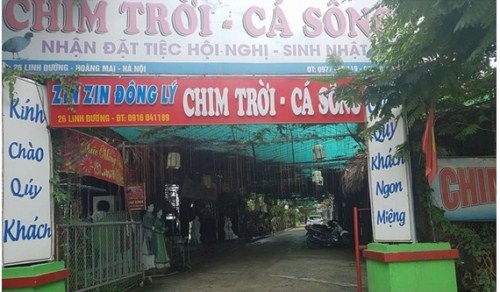 CHIM TRỜI - CÁ SÔNG
NHẬN ĐẶT TIỆC HỘI NGHỊ - SINH NHẬT
26 LINH ĐƯỜNG - HOÀNG MAI - HÀ NỘI
ZIN ZIN ĐÔNG LÝ
26 LINH ĐƯỜNG - ĐT: 0916 041189
CHIM TRỜI - CÁ SÔNG
Kính
Chào
Qúy
Khách
Qúy
Khách
Ngon
Miệng
CHIM